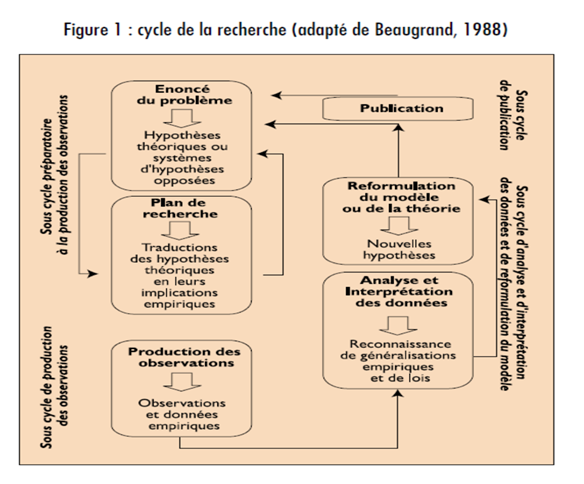 Figure 1 : cycle de la recherche (adapté de Beaugrand, 1988)
Sous cycle préparatoire
à la production des observations
Enoncé
du problème
Hypothèses
théoriques ou
systèmes
d'hypothèses
opposées
Plan de
recherche
Traductions
des hypothèses
théoriques
en leurs
implications
empiriques
Sous cycle de production
des observations
Production des
observations
Observations
et données
empiriques
Publication
Sous cycle
de publication
Reformulation
du modèle
ou de la théorie
Nouvelles
hypothèses
Analyse et
Interprétation
des données
Reconnaissance
de généralisations
empiriques
et de lois
Sous cycle d'analyse et d'interprétation
des données et de reformulation du modèle